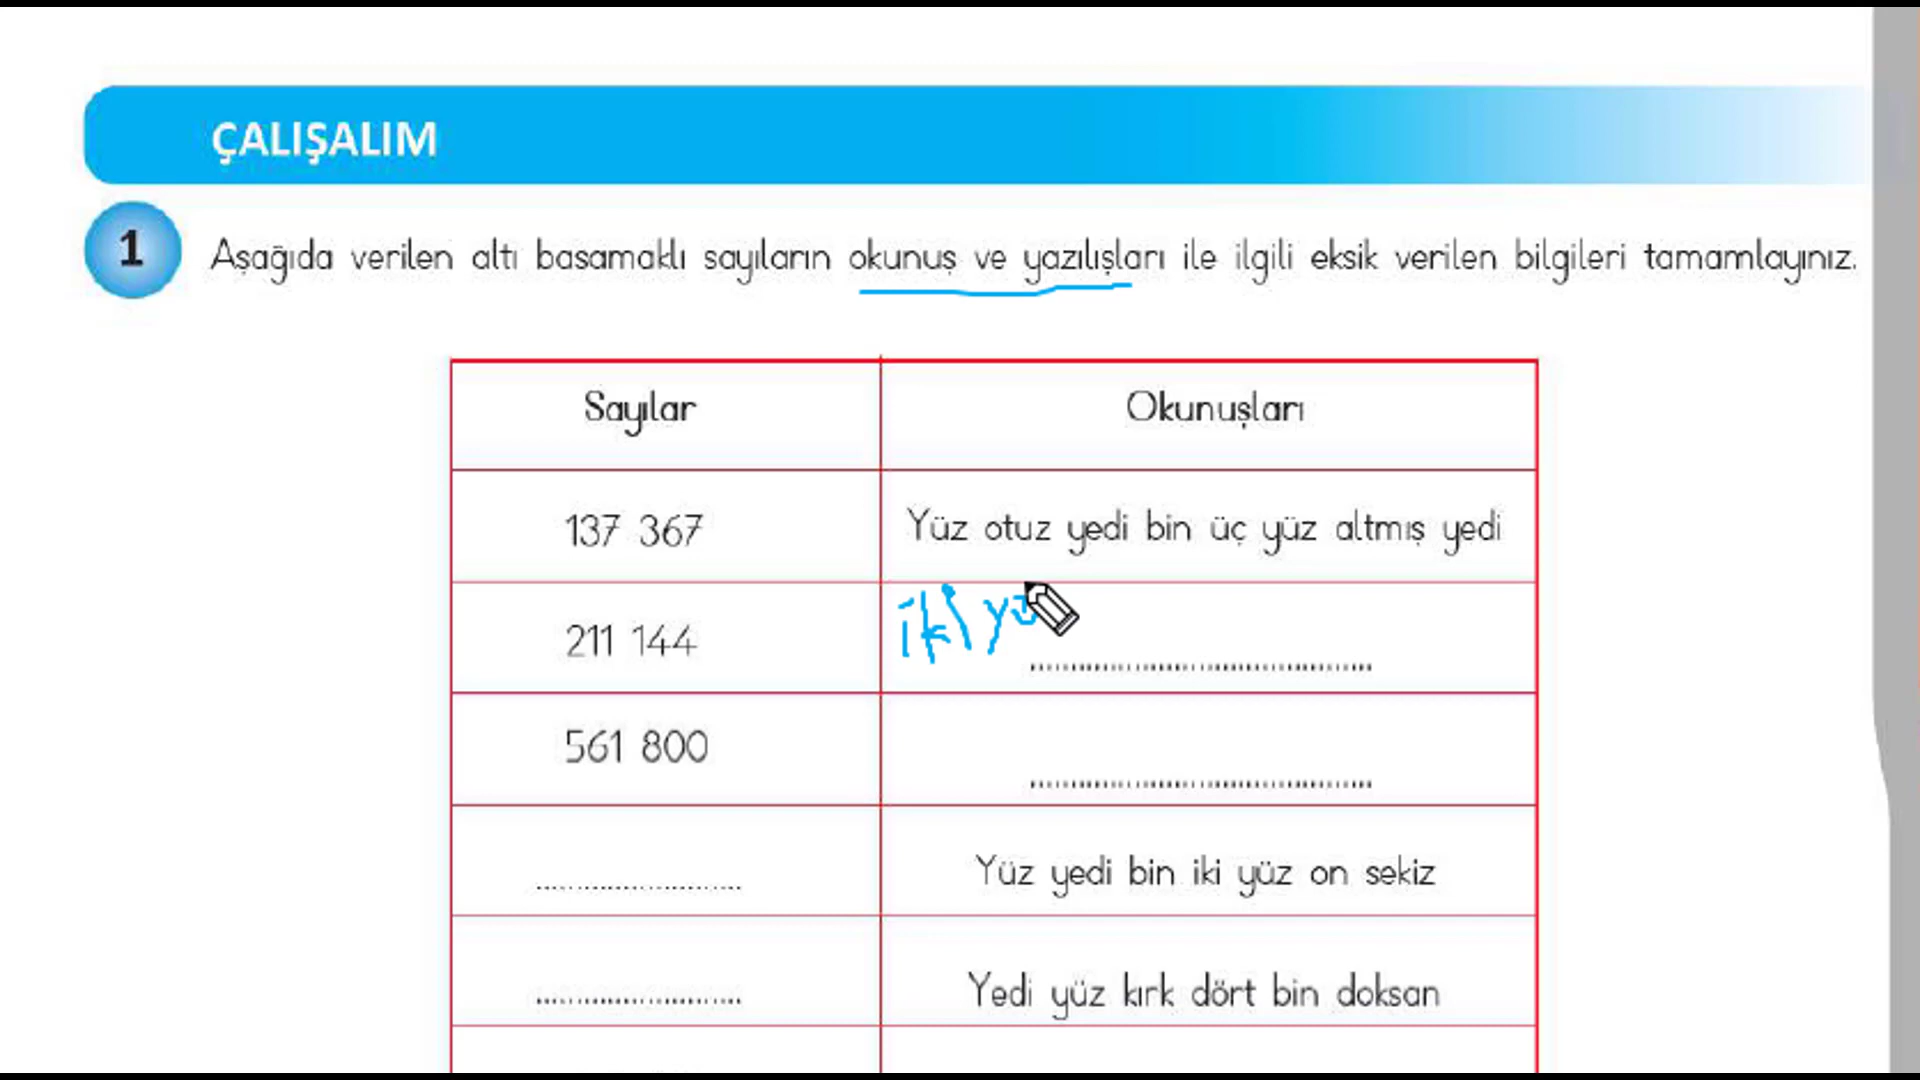 ÇALIŞALIM
1 Aşağıda verilen altı basamaklı sayıların okunuş ve yazılışları ile ilgili eksik verilen bilgileri tamamlayınız.
Sayılar Okunuşları
137 367 Yüz otuz yedi bin üç yüz altmış yedi
211 144 iki yü
561 800
Yüz yedi bin iki yüz on sekiz
Yedi yüz kırk dört bin doksan